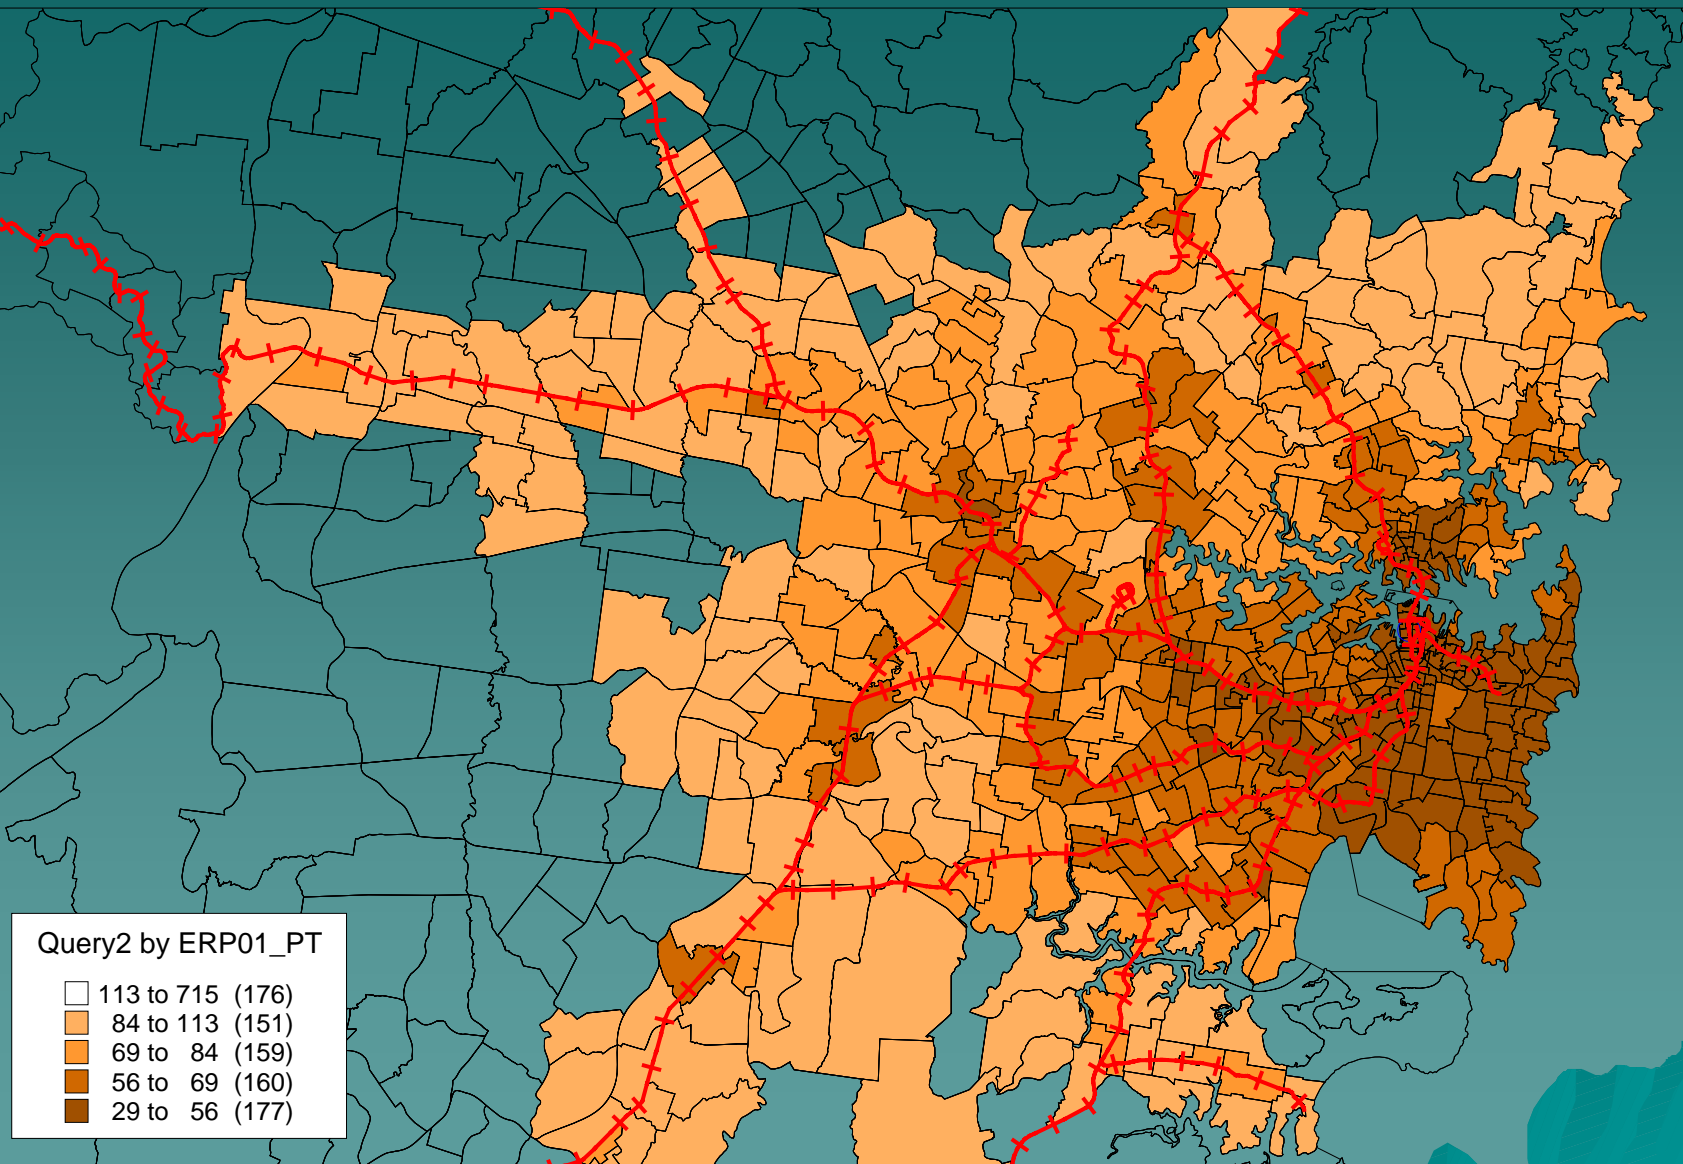 Query2 by ERP01_PT
113 to 715 (176)
84 to 113 (151)
69 to 84 (159)
56 to 69 (160)
29 to 56 (177)